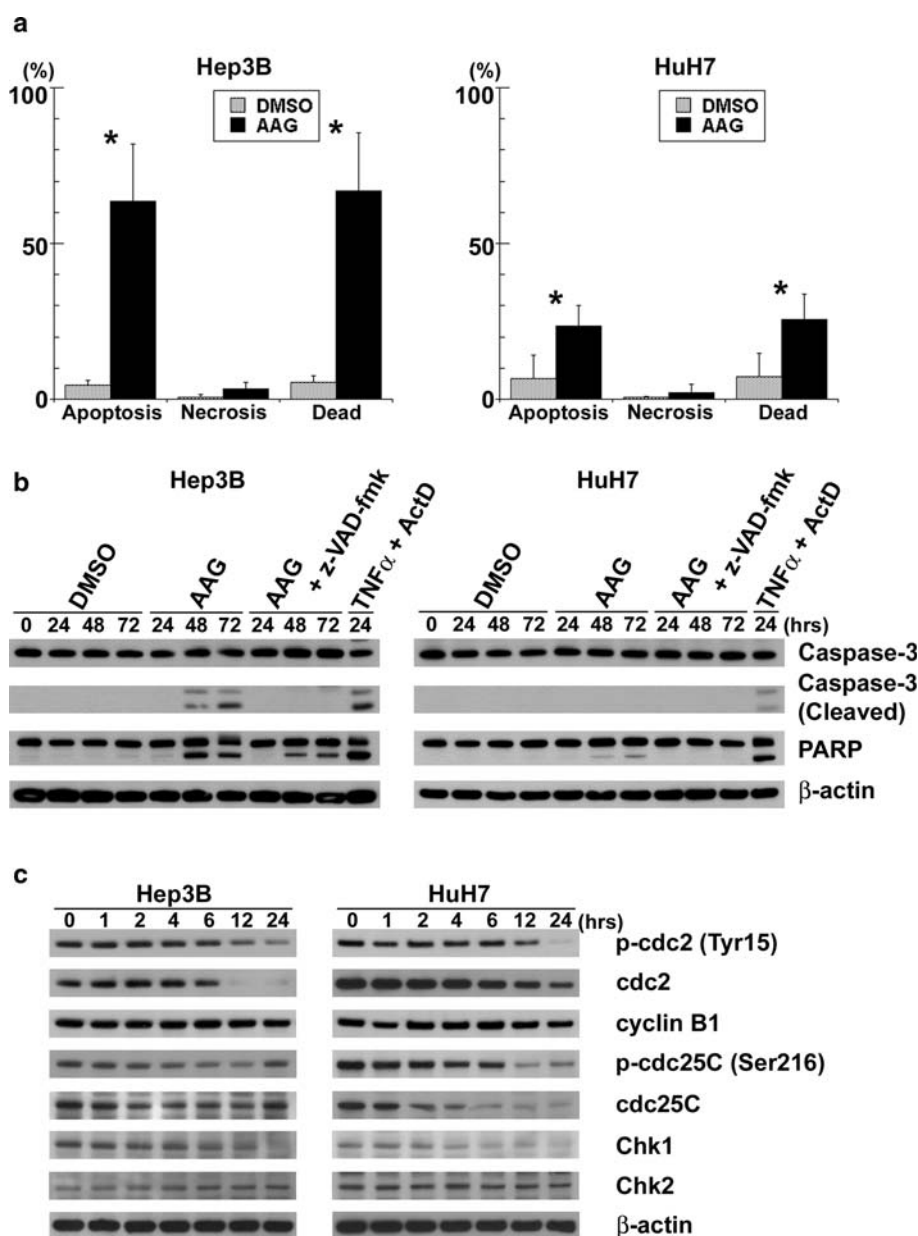 a
Hep3B
HuH7
(%)
100
50
0
DMSO
AAG
*
*
Apoptosis
Necrosis
Dead
(%)
100
50
0
DMSO
AAG
*
*
Apoptosis
Necrosis
Dead
b
Hep3B
HuH7
DMSO
AAG
AAG + z-VAD-fmk
TNFα + ActD
DMSO
AAG
AAG + z-VAD-fmk
TNFα + ActD
0 24 48 72 24 48 72 24 48 72 24
0 24 48 72 24 48 72 24 48 72 24 (hrs)
Caspase-3
Caspase-3
(Cleaved)
PARP
β-actin
c
Hep3B
HuH7
0 1 2 4 6 12 24
0 1 2 4 6 12 24 (hrs)
p-cdc2 (Tyr15)
cdc2
cyclin B1
p-cdc25C (Ser216)
cdc25C
Chk1
Chk2
β-actin